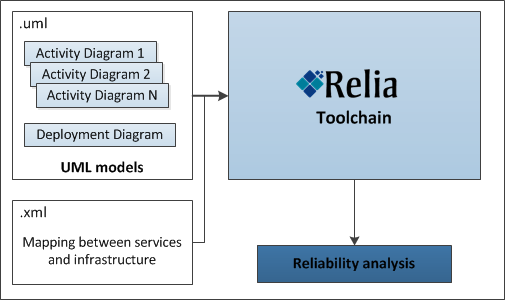 .uml
Activity Diagram 1
Activity Diagram 2
Activity Diagram N
Deployment Diagram
UML models
.xml
Mapping between services
and infrastructure
Relia
Toolchain
Reliability analysis